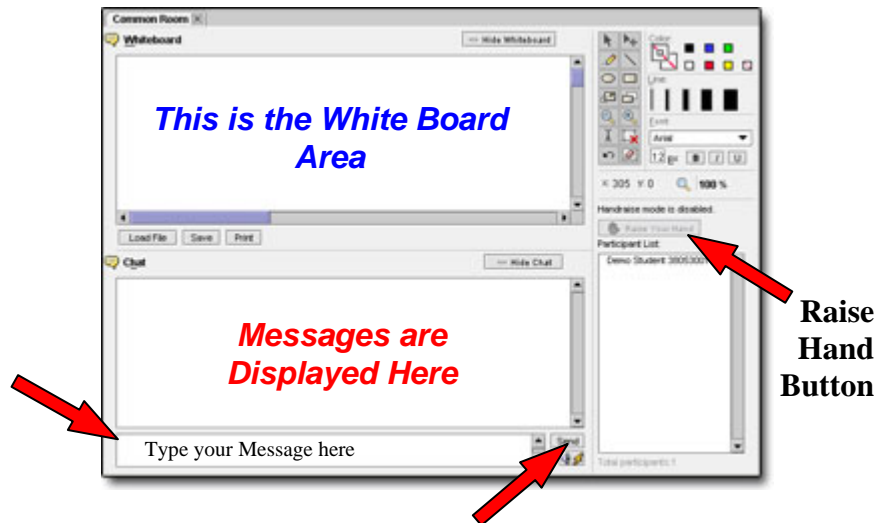 Common Room
Whiteboard
Hide Whiteboard
This is the White Board
Area
Load File Save Print
Chat
Hide Chat
Messages are
Displayed Here
Type your Message here
Send
Color
Line
Font
Arial
12 px B I U
X 305 Y 0 100 %
Handraise mode is disabled.
Raise Your Hand
Participant List
Demo Student
Total participants: 1
Raise
Hand
Button